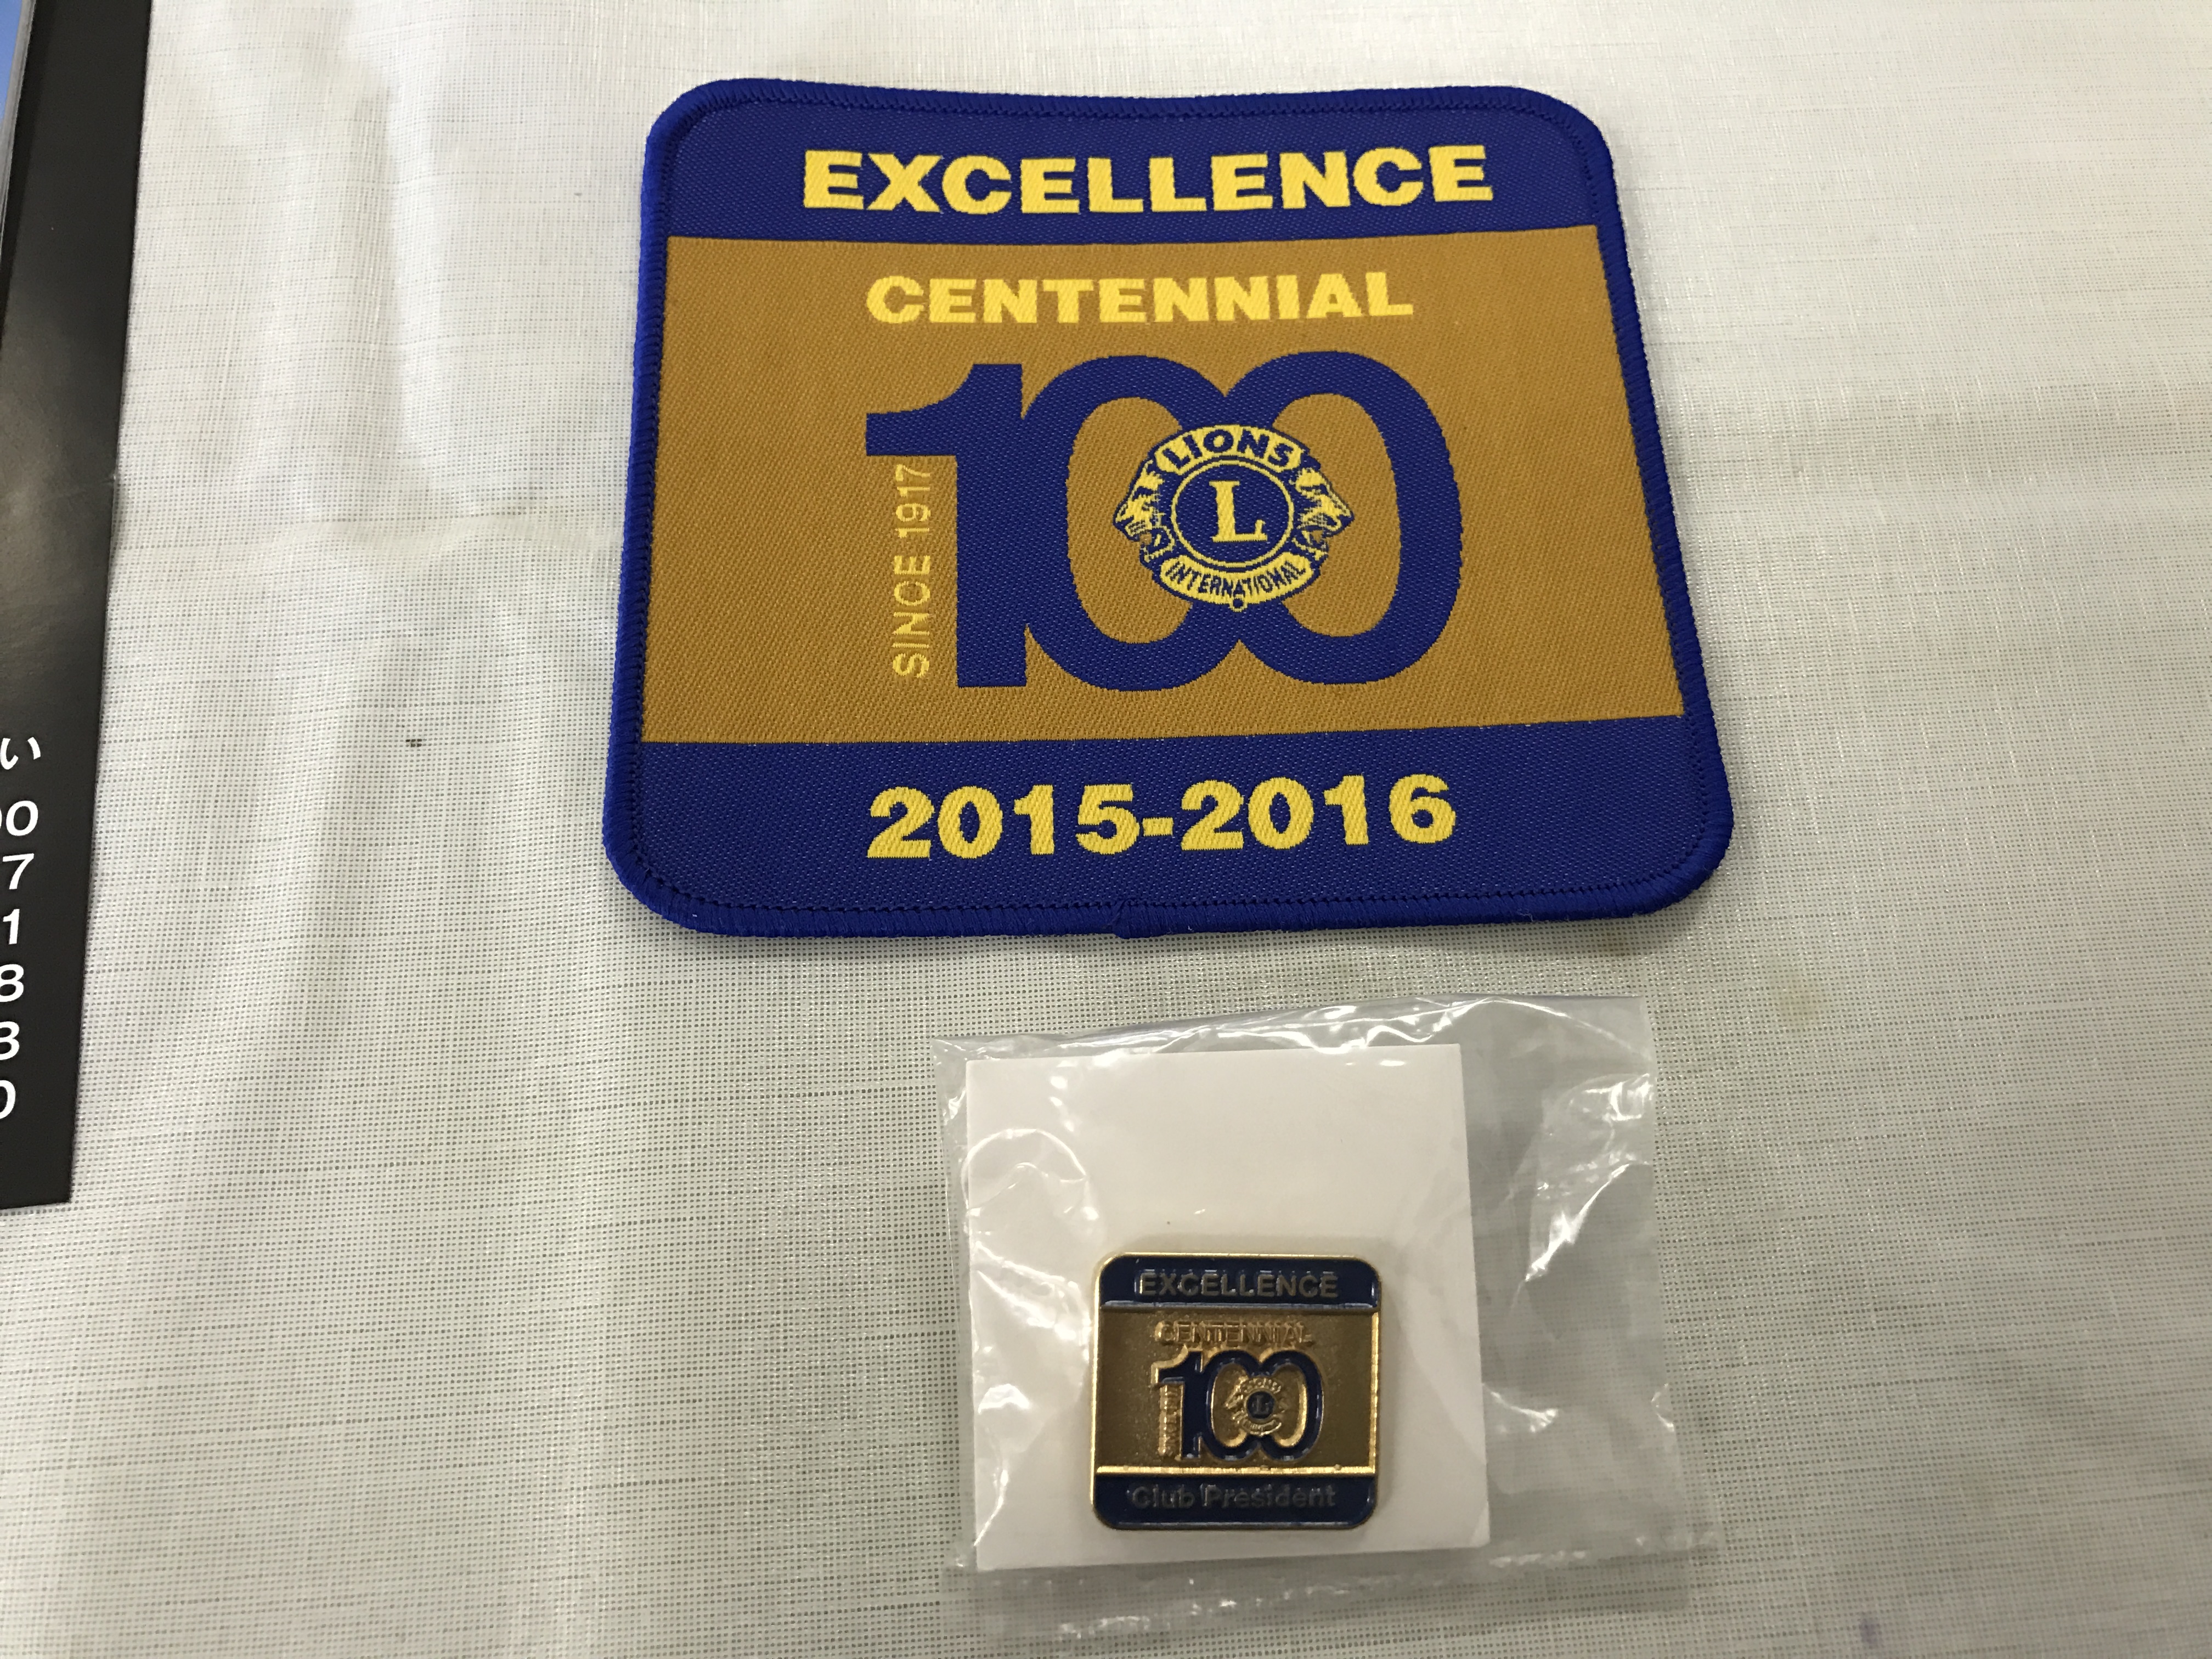 EXCELLENCE
CENTENNIAL
100
SINCE 1917
LIONS
L
INTERNATIONAL
2015-2016
い
0
7
1
8
3
0
EXCELLENCE
CENTENNIAL
100
L
Club President